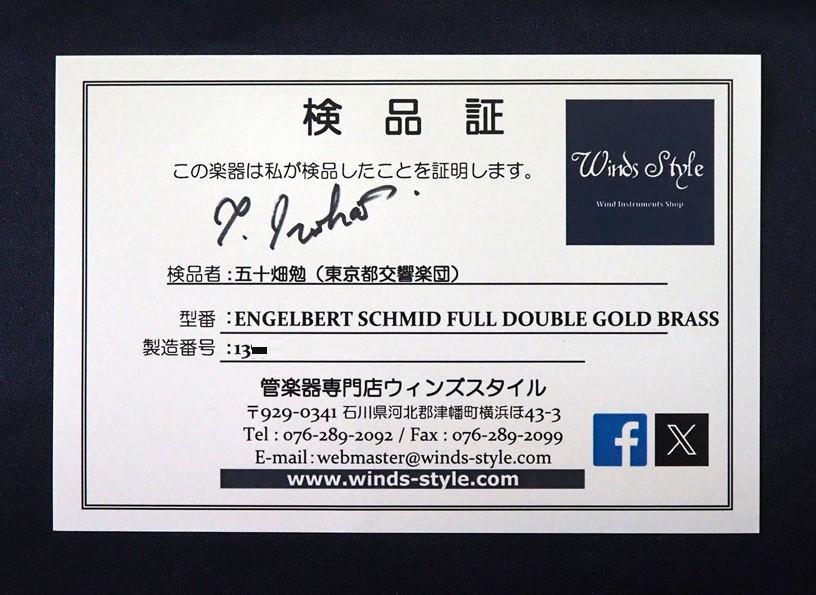 検品証
Winds Style
Wind Instruments Shop
この楽器は私が検品したことを証明します。
検品者:五十畑勉（東京都交響楽団）
型番:ENGELBERT SCHMID FULL DOUBLE GOLD BRASS
製造番号:13
管楽器専門店ウィンズスタイル
〒929-0341 石川県河北郡津幡町横浜ほ43-3
Tel : 076-289-2092 / Fax : 076-289-2099
E-mail:webmaster@winds-style.com
www.winds-style.com